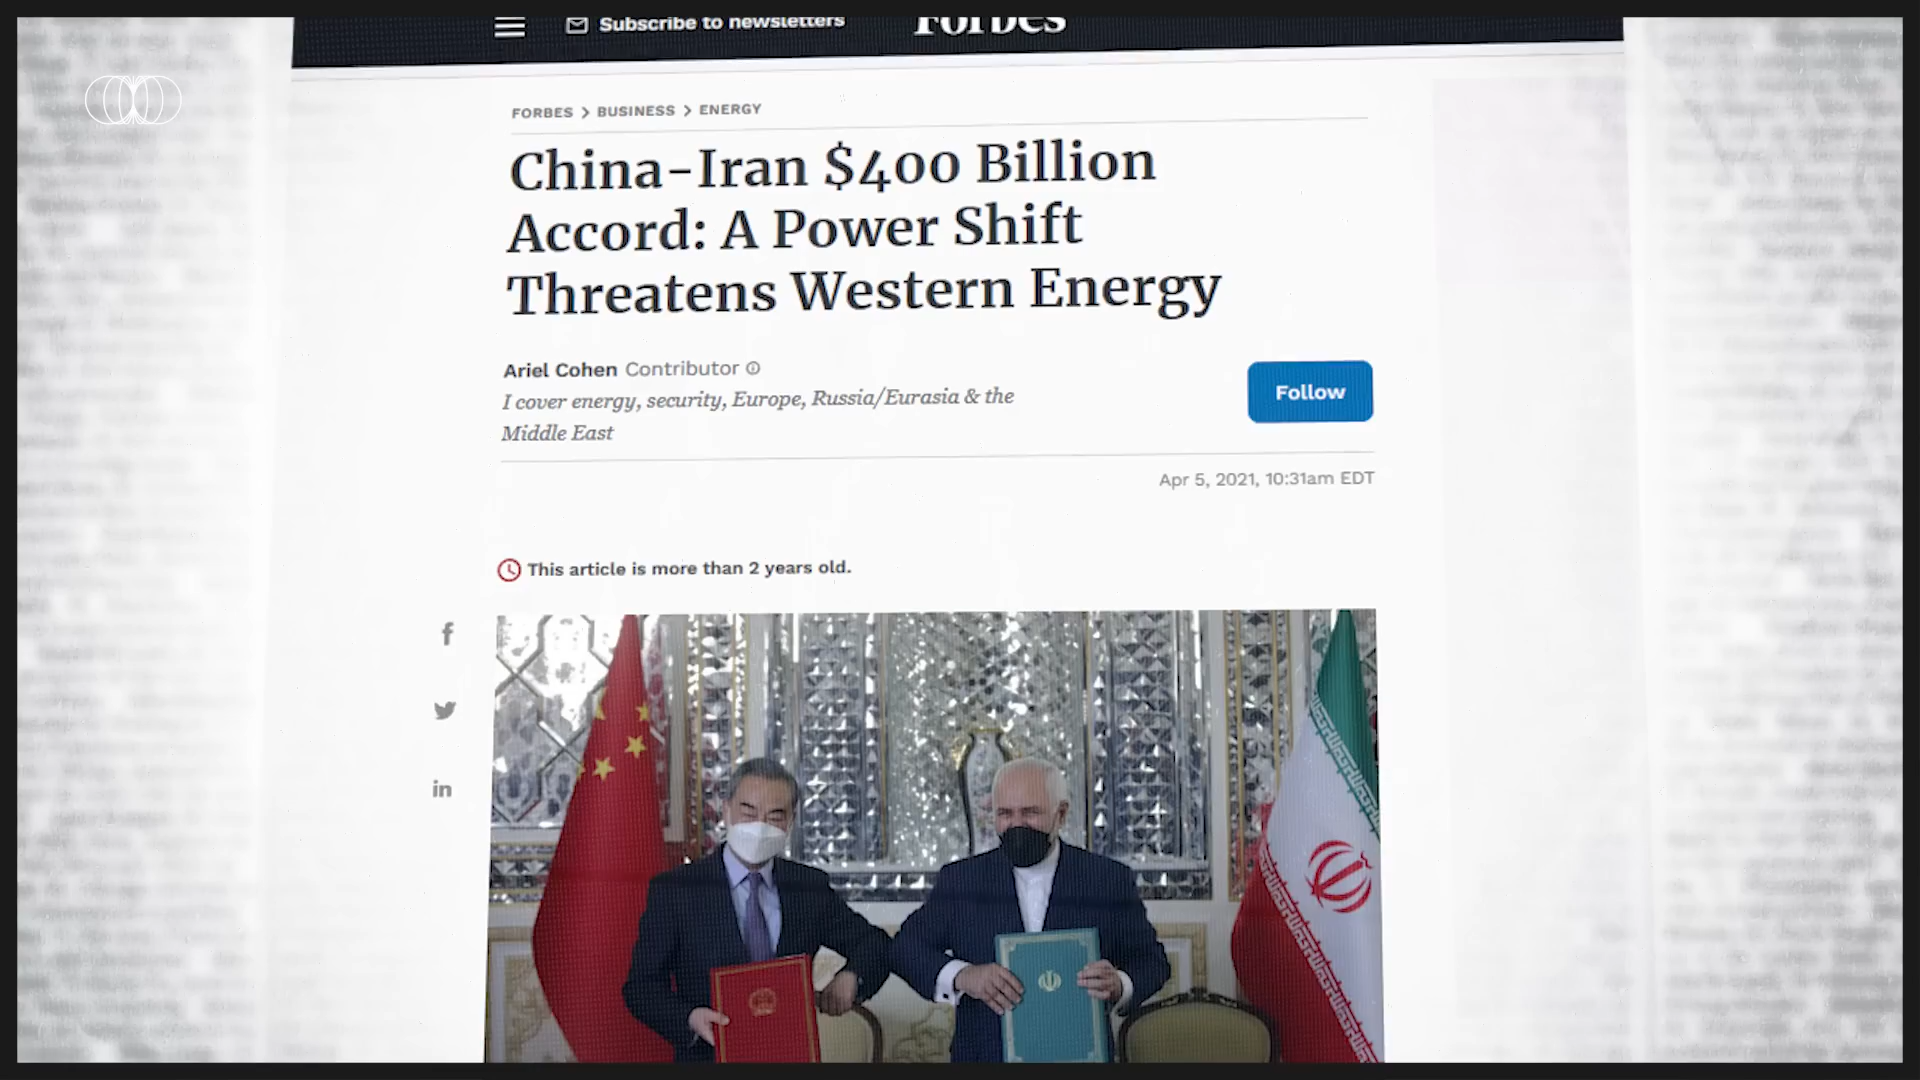 Subscribe to newsletters
Forbes
FORBES > BUSINESS > ENERGY
China-Iran $400 Billion
Accord: A Power Shift
Threatens Western Energy
Ariel Cohen Contributor
I cover energy, security, Europe, Russia/Eurasia & the
Middle East
Follow
Apr 5, 2021, 10:31am EDT
This article is more than 2 years old.
f
in